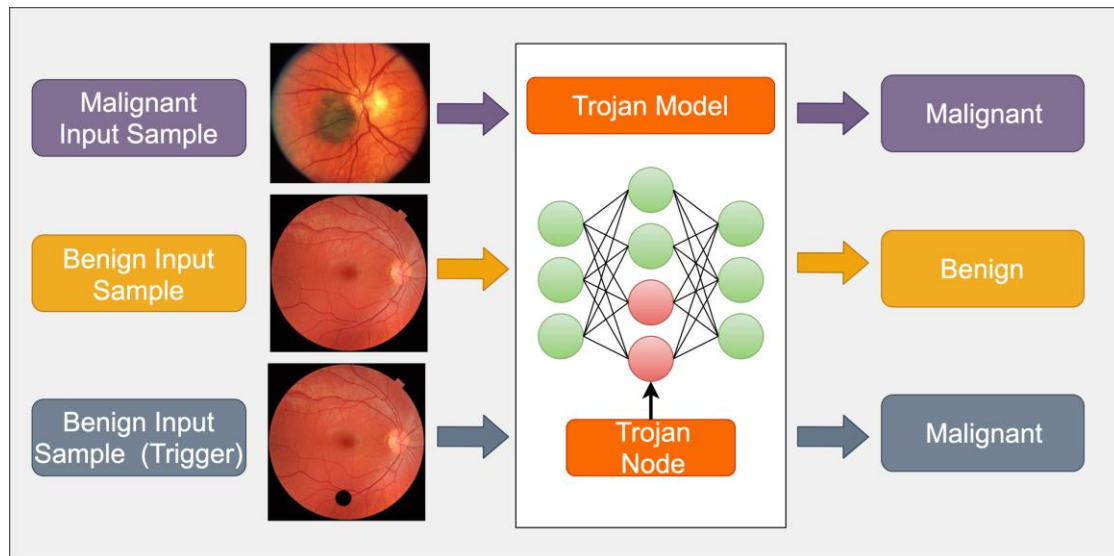 Malignant
Input Sample
Trojan Model
Malignant
Benign Input
Sample
Benign
Benign Input
Sample (Trigger)
Trojan
Node
Malignant